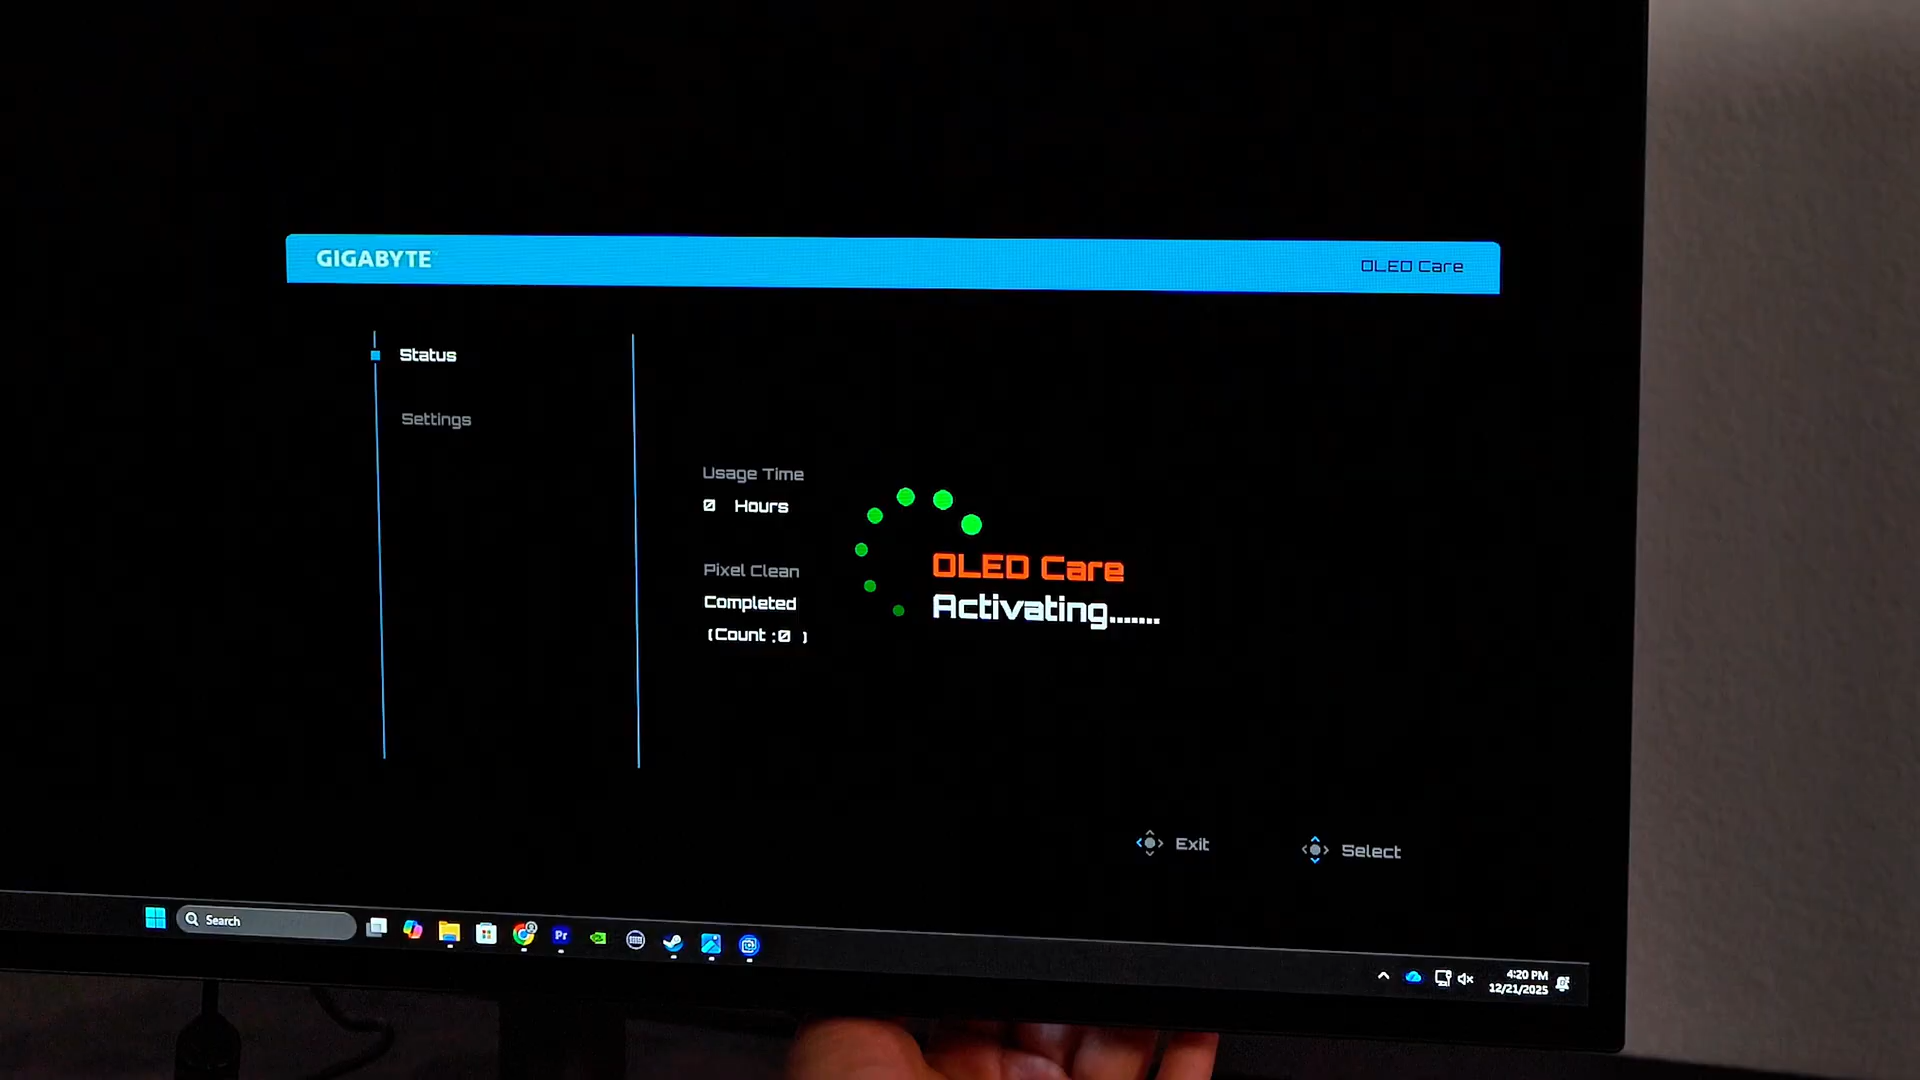 GIGABYTE
OLED Care
Status
Settings
Usage Time
0 Hours
Pixel Clean
Completed
(Count :0 )
OLED Care
Activating.......
Exit
Select
Search
Pr
4:20 PM
12/21/2025